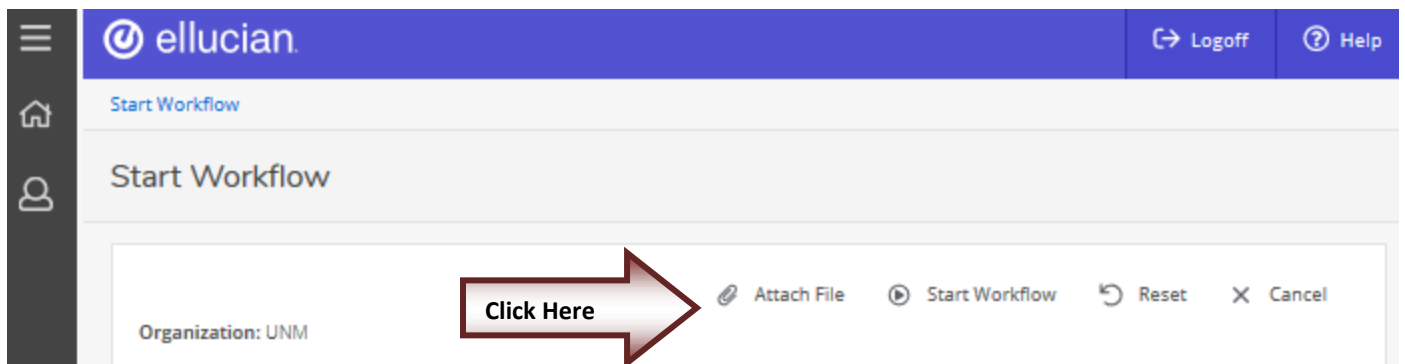 ellucian.
Logoff
Help
Start Workflow
Start Workflow
Click Here
Attach File
Start Workflow
Reset
Cancel
Organization: UNM